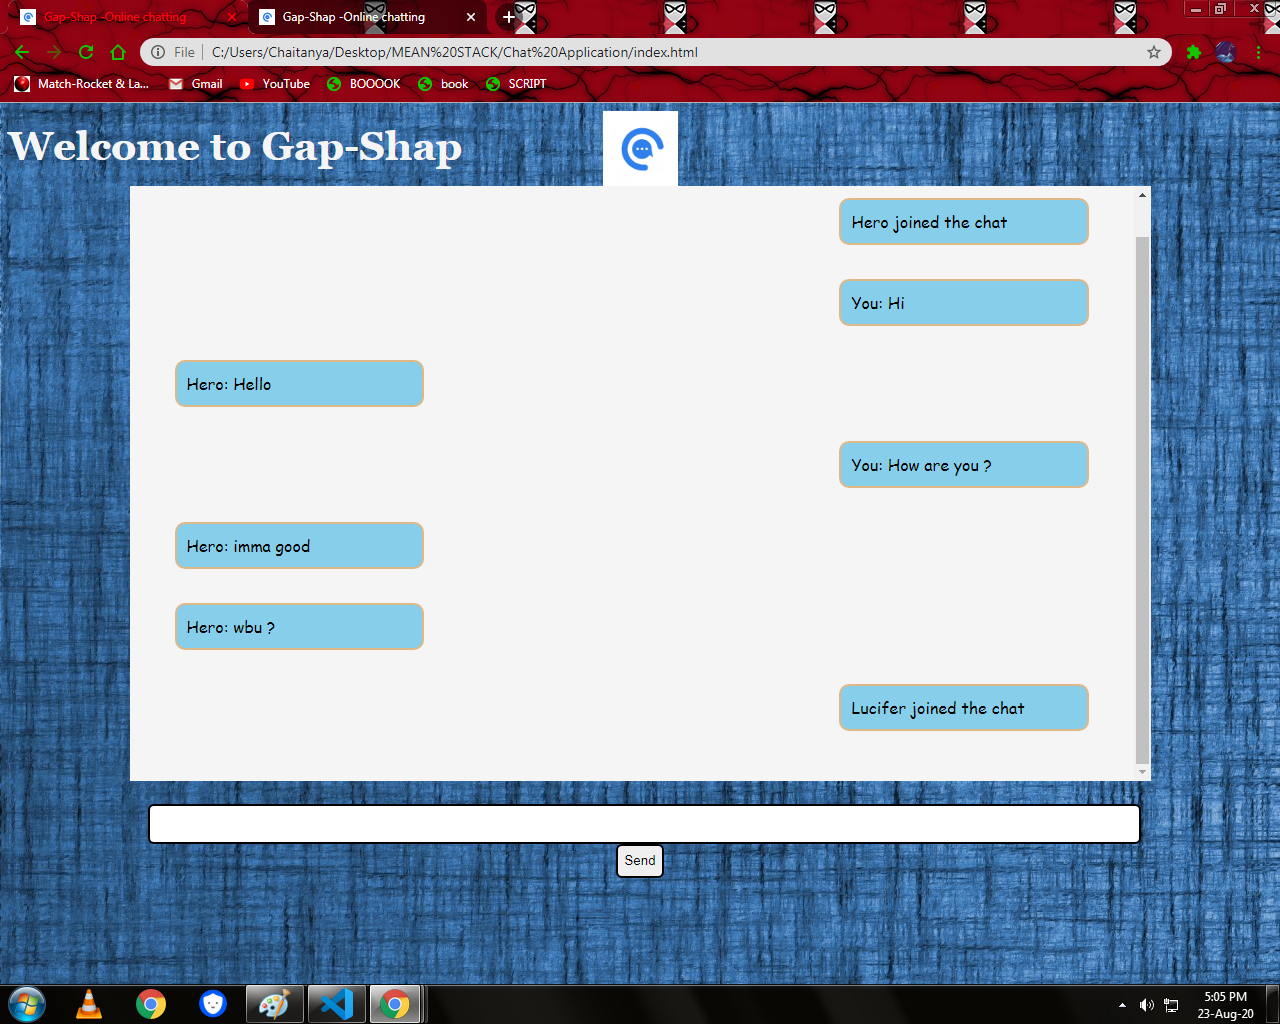 Gap-Shap -Online chatting
Gap-Shap -Online chatting
File | C:/Users/Chaitanya/Desktop/MEAN%20STACK/Chat%20Application/index.html
Match-Rocket & La... Gmail YouTube BOOOOK book SCRIPT
Welcome to Gap-Shap
Hero joined the chat
You: Hi
Hero: Hello
You: How are you ?
Hero: imma good
Hero: wbu ?
Lucifer joined the chat
Send
5:05 PM
23-Aug-20